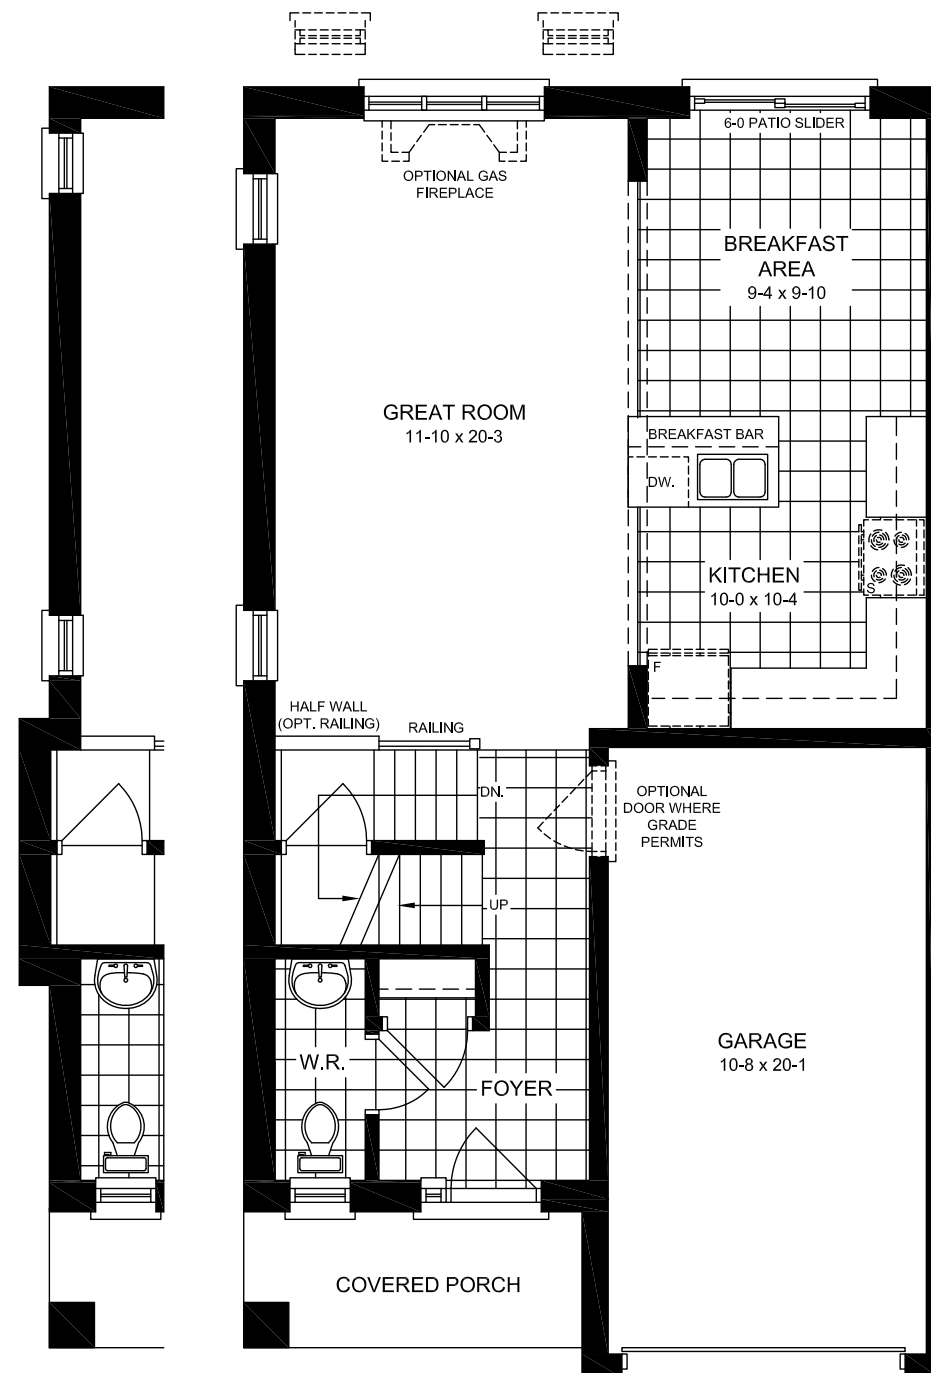 6-0 PATIO SLIDER
OPTIONAL GAS
FIREPLACE
BREAKFAST
AREA
9-4 x 9-10
GREAT ROOM
11-10 x 20-3
BREAKFAST BAR
DW.
KITCHEN
10-0 x 10-4
S
F
HALF WALL
(OPT. RAILING)
RAILING
DN.
OPTIONAL
DOOR WHERE
GRADE
PERMITS
UP
W.R.
FOYER
GARAGE
10-8 x 20-1
COVERED PORCH